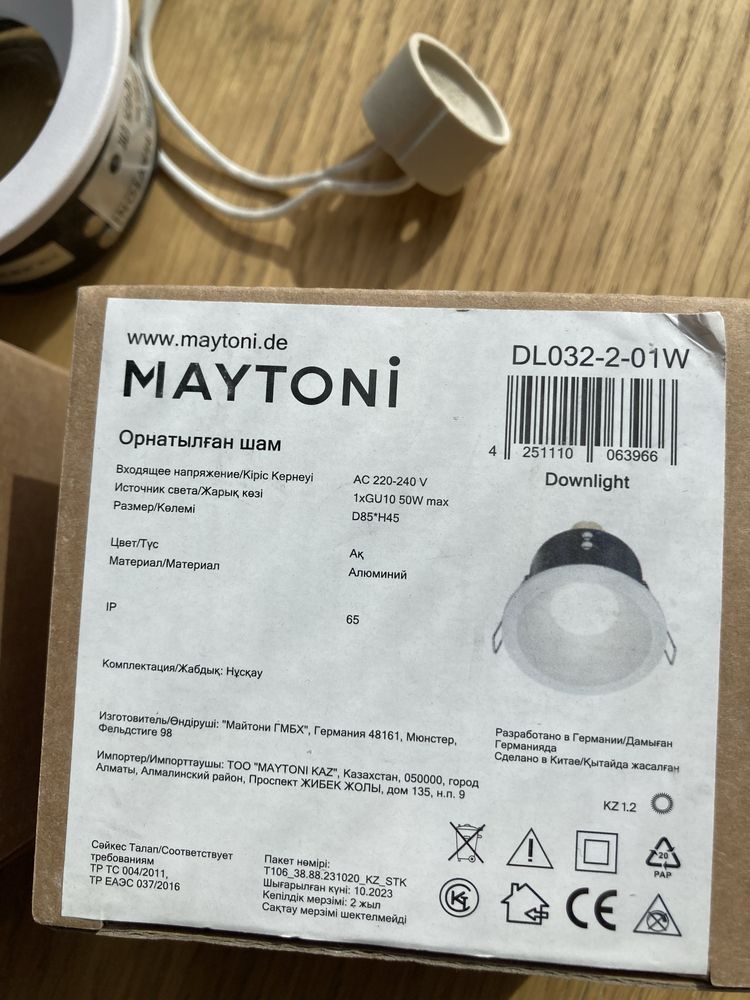 www.maytoni.de
MAYTONİ
DL032-2-01W
4 251110 063966
Downlight
Орнатылған шам
Входящее напряжение/Кіріс Кернеуі AC 220-240 V
Источник света/Жарық көзі 1xGU10 50W max
Размер/Көлемі D85*H45
Цвет/Түс Ақ
Материал/Материал Алюминий
IP 65
Комплектация/Жабдық: Нұсқау
Изготовитель/Өндіруші: "Майтони ГМБХ", Германия 48161, Мюнстер,
Фельдстиге 98
Импортер/Импорттаушы: ТОО "MAYTONI KAZ", Казахстан, 050000, город
Алматы, Алмалинский район, Проспект ЖИБЕК ЖОЛЫ, дом 135, н.п. 9
Разработано в Германии/Дамыған
Германияда
Сделано в Китае/Қытайда жасалған
KZ 1.2
Сәйкес Талап/Соответствует
требованиям
ТР ТС 004/2011,
ТР ЕАЭС 037/2016
Пакет нөмірі:
T106_38.88.231020_KZ_STK
Шығарылған күні: 10.2023
Кепілдік мерзімі: 2 жыл
Сақтау мерзімі шектелмейді
20
PAP
CE